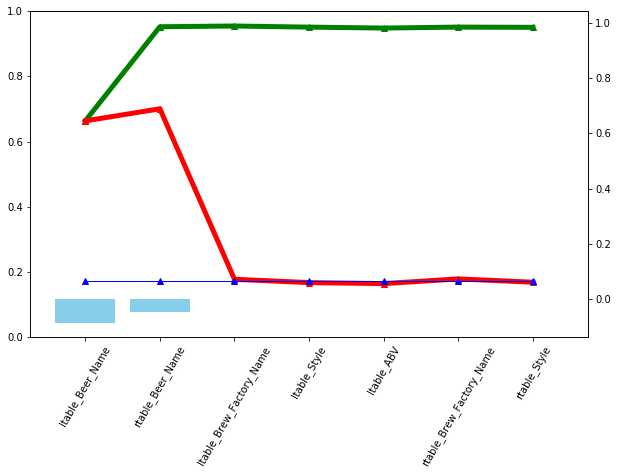 1.0
0.8
0.6
0.4
0.2
0.0
1.0
0.8
0.6
0.4
0.2
0.0
ltable_Beer_Name
rtable_Beer_Name
ltable_Brew_Factory_Name
ltable_Style
ltable_ABV
rtable_Brew_Factory_Name
rtable_Style